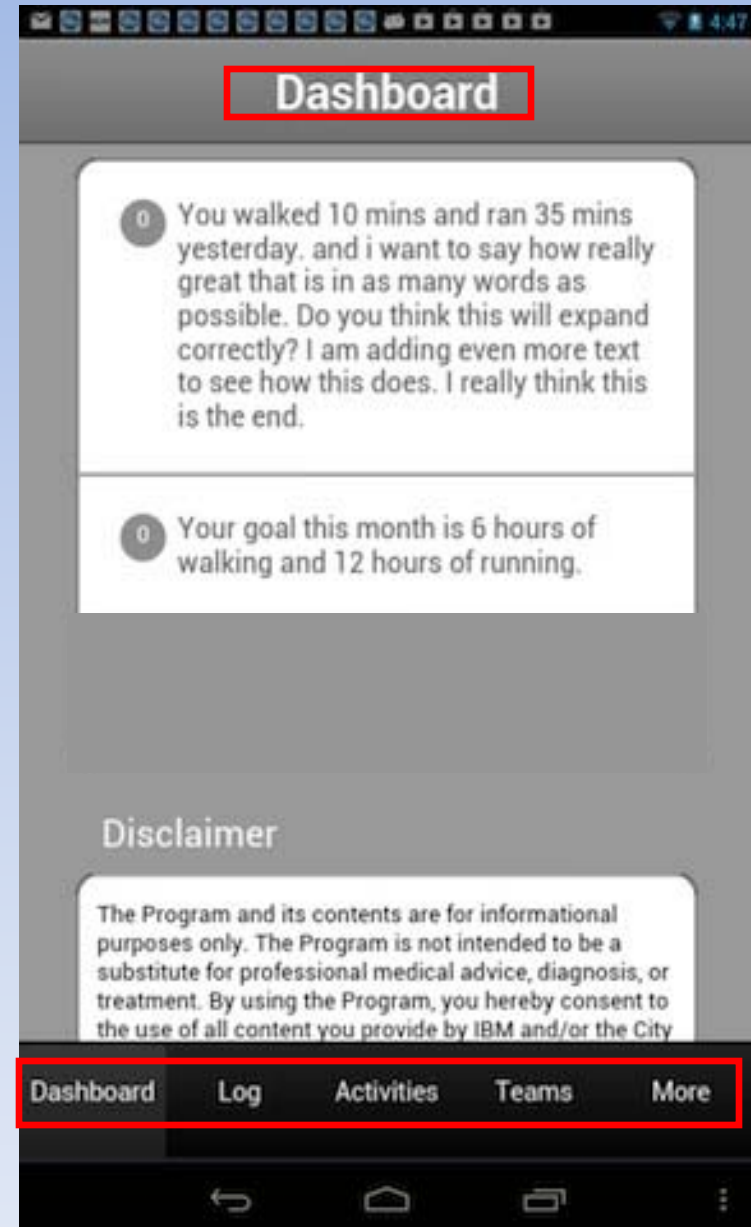 4:47
Dashboard
0
You walked 10 mins and ran 35 mins
yesterday. and i want to say how really
great that is in as many words as
possible. Do you think this will expand
correctly? I am adding even more text
to see how this does. I really think this
is the end.
0
Your goal this month is 6 hours of
walking and 12 hours of running.
Disclaimer
The Program and its contents are for informational
purposes only. The Program is not intended to be a
substitute for professional medical advice, diagnosis, or
treatment. By using the Program, you hereby consent to
the use of all content you provide by IBM and/or the City
Dashboard Log Activities Teams More